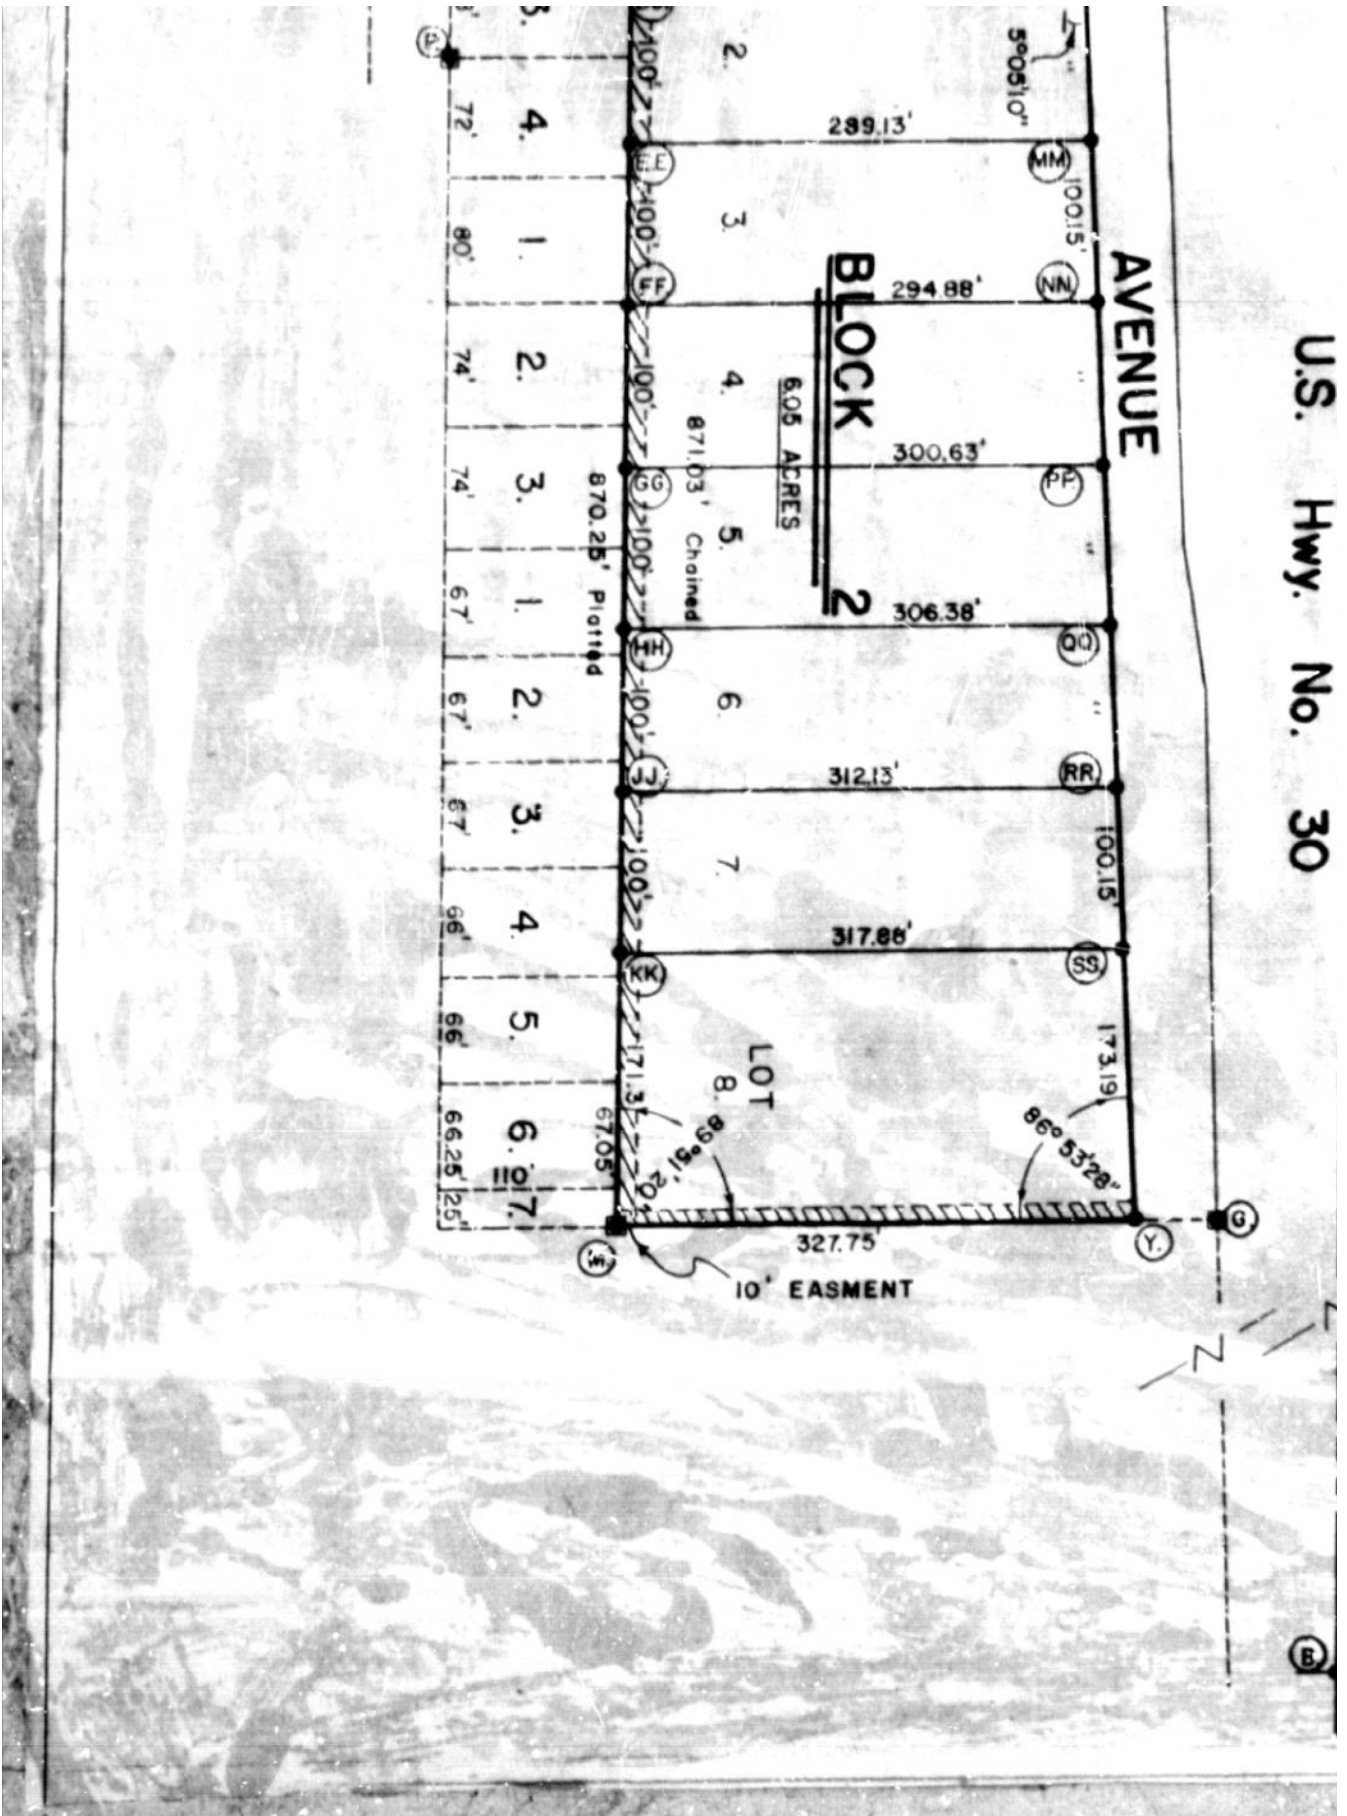 U.S. Hwy. No. 30
AVENUE
5°05'10"
"
100.15'
"
"
"
100.15'
173.19
MM
NN.
PP.
QQ.
RR.
SS.
Y.
G.
B
Z
Z
86°53'28"
289.13'
294.88'
300.63'
306.38'
312.13'
317.88'
327.75'
BLOCK 2
6.05 ACRES
871.03' Chained
2.
3.
4.
5.
6.
7.
LOT
8.
89°51'20"
10' EASMENT
100'
100'
100'
100'
100'
100'
EE
FF
GG
HH.
JJ
KK.
870.25' Platted
67.05'
3.
4.
1.
2.
3.
1.
2.
3.
4.
5.
6.
110'
7.
72'
80'
74'
74'
67'
67'
67'
66'
66'
66.25'
25'